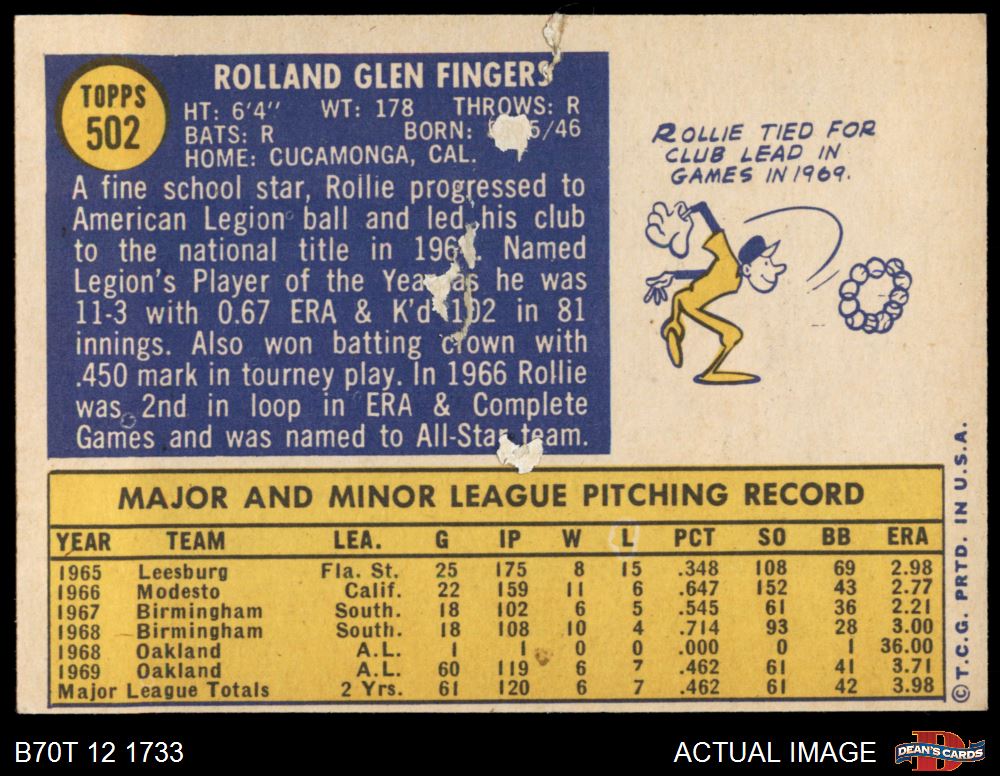 TOPPS
502
ROLLAND GLEN FINGERS
HT: 6'4" WT: 178 THROWS: R
BATS: R BORN: 5/46
HOME: CUCAMONGA, CAL.
A fine school star, Rollie progressed to
American Legion ball and led his club
to the national title in 196 . Named
Legion's Player of the Year as he was
11-3 with 0.67 ERA & K'd 102 in 81
innings. Also won batting crown with
.450 mark in tourney play. In 1966 Rollie
was 2nd in loop in ERA & Complete
Games and was named to All-Star team.
ROLLIE TIED FOR
CLUB LEAD IN
GAMES IN 1969.
MAJOR AND MINOR LEAGUE PITCHING RECORD
YEAR TEAM LEA. G IP W L PCT SO BB ERA
1965 Leesburg Fla. St. 25 175 8 15 .348 108 69 2.98
1966 Modesto Calif. 22 159 11 6 .647 152 43 2.77
1967 Birmingham South. 18 102 6 5 .545 61 36 2.21
1968 Birmingham South. 18 108 10 4 .714 93 28 3.00
1968 Oakland A.L. 1 1 0 0 .000 0 1 36.00
1969 Oakland A.L. 60 119 6 7 .462 61 41 3.71
Major League Totals 2 Yrs. 61 120 6 7 .462 61 42 3.98
© T.C.G. PRTD. IN U.S.A.
B70T 12 1733
ACTUAL IMAGE
DEAN'S CARDS